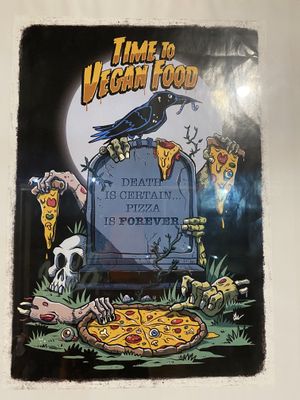 TIME TO
VEGAN FOOD
DEATH
IS CERTAIN...
PIZZA
IS FOREVER